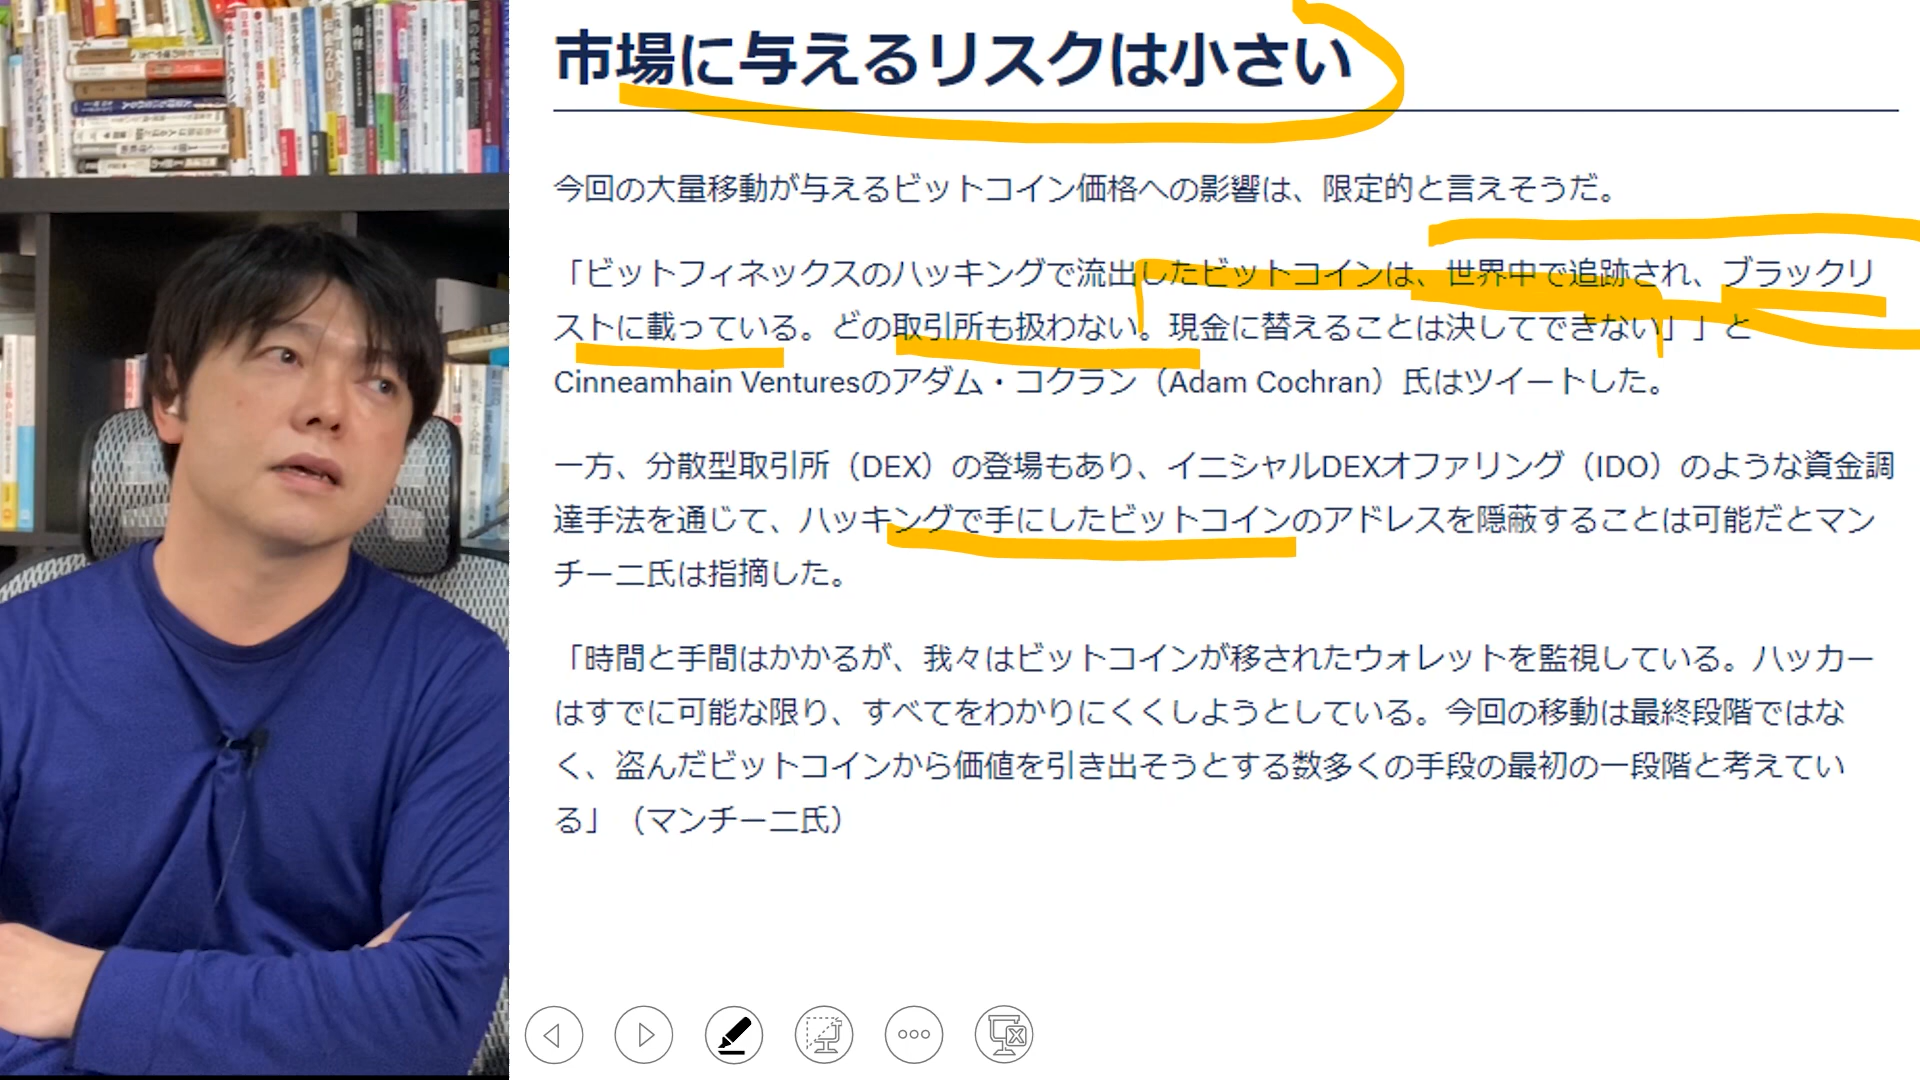 市場に与えるリスクは小さい
今回の大量移動が与えるビットコイン価格への影響は、限定的と言えそうだ。
「ビットフィネックスのハッキングで流出したビットコインは、世界中で追跡され、ブラックリ
ストに載っている。どの取引所も扱わない。現金に替えることは決してできない」」と
Cinneamhain Venturesのアダム・コクラン（Adam Cochran）氏はツイートした。
一方、分散型取引所（DEX）の登場もあり、イニシャルDEXオファリング（IDO）のような資金調
達手法を通じて、ハッキングで手にしたビットコインのアドレスを隠蔽することは可能だとマン
チーニ氏は指摘した。
「時間と手間はかかるが、我々はビットコインが移されたウォレットを監視している。ハッカー
はすでに可能な限り、すべてをわかりにくくしようとしている。今回の移動は最終段階ではな
く、盗んだビットコインから価値を引き出そうとする数多くの手段の最初の一段階と考えてい
る」（マンチーニ氏）